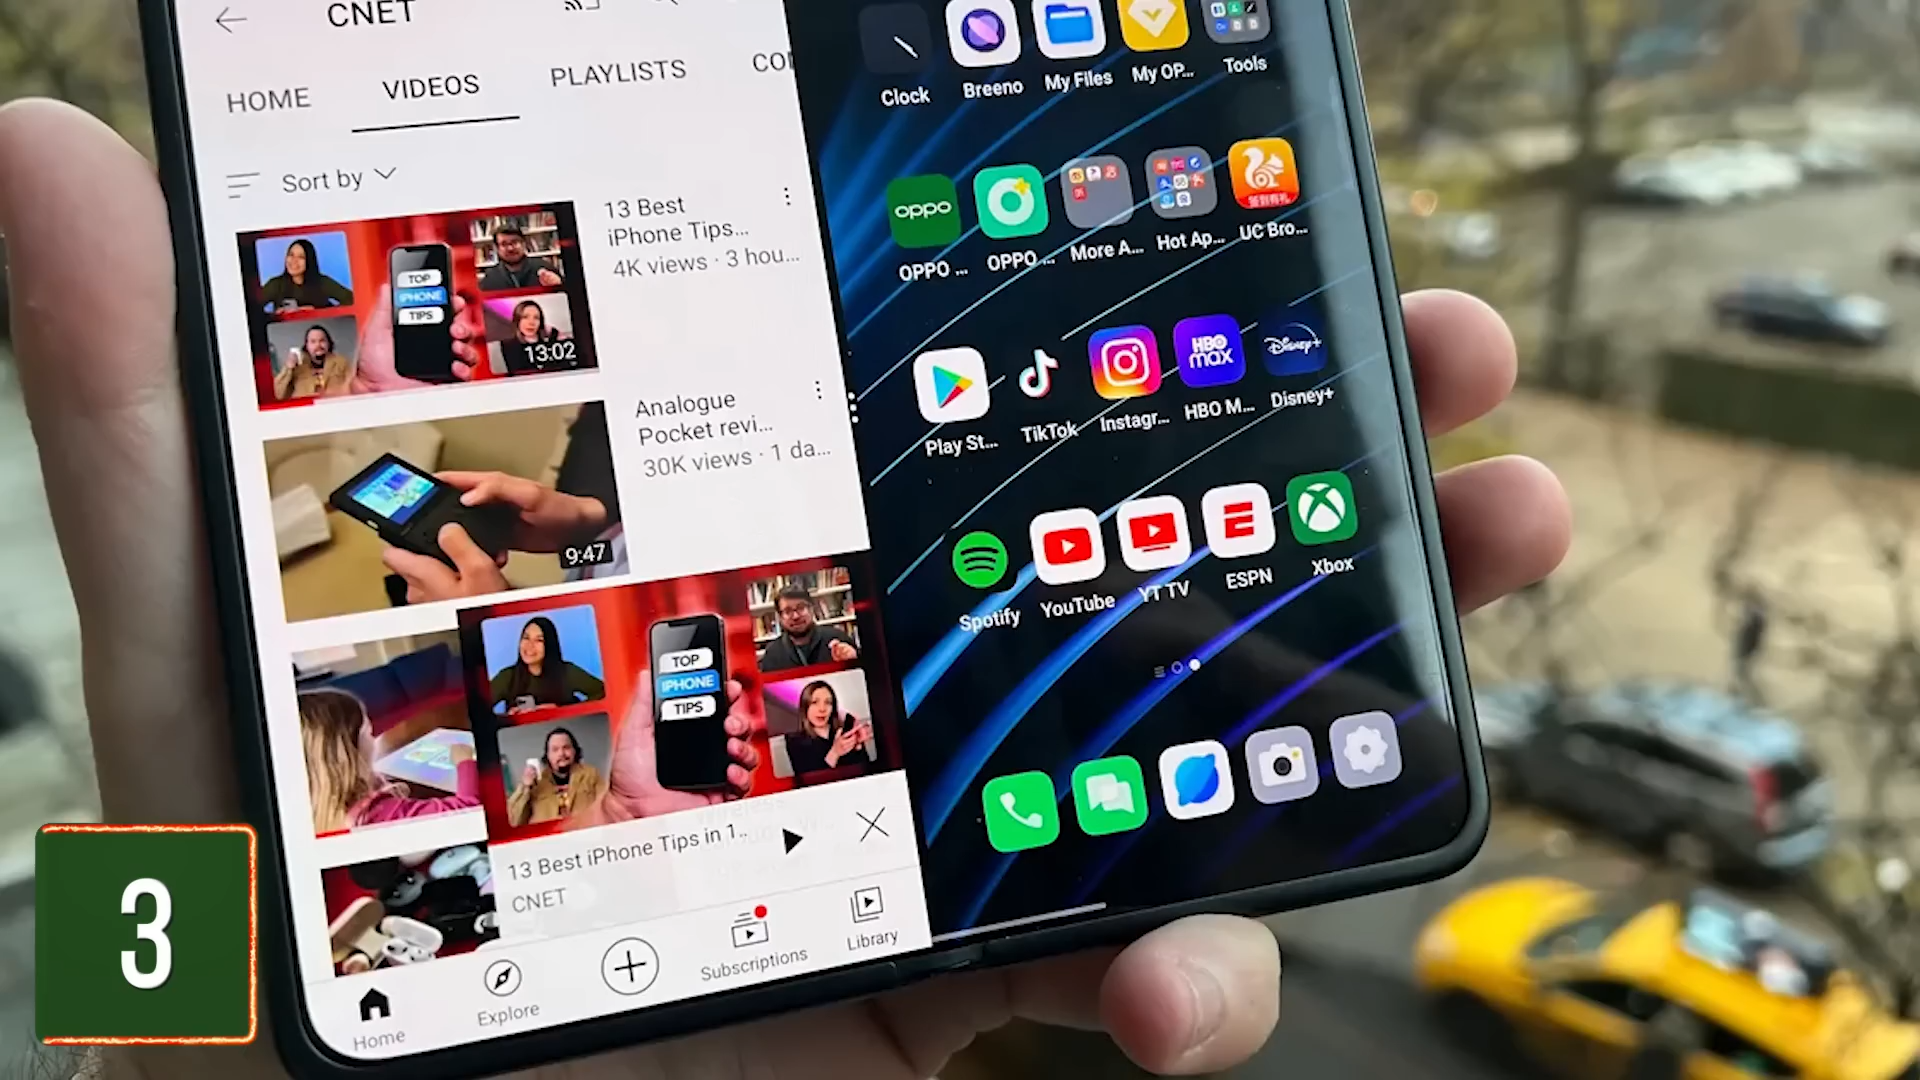 CNET
HOME
VIDEOS
PLAYLISTS
Sort by
13 Best
iPhone Tips...
4K views · 3 hou...
TOP
IPHONE
TIPS
13:02
Analogue
Pocket revi...
30K views · 1 da...
9:47
TOP
IPHONE
TIPS
13 Best iPhone Tips in 1..
CNET
Home
Explore
Subscriptions
Library
Clock
Breeno
My Files
My OP...
Tools
oppo
OPPO ...
OPPO ...
More A...
Hot Ap...
UC Bro...
HBO
max
Disney+
Play St...
TikTok
Instagr...
HBO M...
Disney+
Spotify
YouTube
YT TV
ESPN
Xbox
3